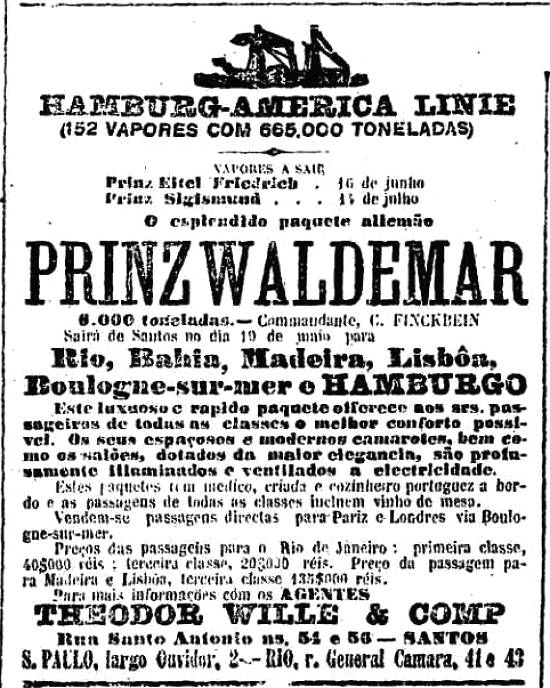 HAMBURG-AMERICA LINIE
(152 VAPORES COM 665.000 TONELADAS)
VAPORES A SAIR
Prinz Eitel Friedrich . 16 de junho
Prinz Sigismund . . . 14 de julho
O esplendido paquete allemão
PRINZ WALDEMAR
6.000 toneladas.— Commandante, C. FINCKBEIN
Sairá de Santos no dia 19 de maio para
Rio, Bahia, Madeira, Lisbôa,
Boulogne-sur-mer e HAMBURGO
Este luxuoso e rapido paquete offerece aos srs. pas-
sageiros de todas as classes o melhor conforto possi-
vel. Os seus espaçosos e modernos camarotes, bem co-
mo os salões, dotados da maior elegancia, são profu-
samente illuminados e ventilados a electricidade.
Estes paquetes tem medico, criada e cozinheiro portuguez a bor-
do e as passagens de todas as classes incluem vinho de mesa.
Vendem-se passagens directas para Pariz e Londres via Boulo-
gne-sur-mer.
Preços das passagens para o Rio de Janeiro : primeira classe,
40$000 réis ; terceira classe, 20$000 réis. Preço da passagem pa-
ra Madeira e Lisbôa, terceira classe 135$000 réis.
Para mais informações com os AGENTES
THEODOR WILLE & COMP
Rua Santo Antonio ns. 54 e 56 — SANTOS
S. PAULO, largo Ouvidor, 2 — RIO, r. General Camara, 41 e 43